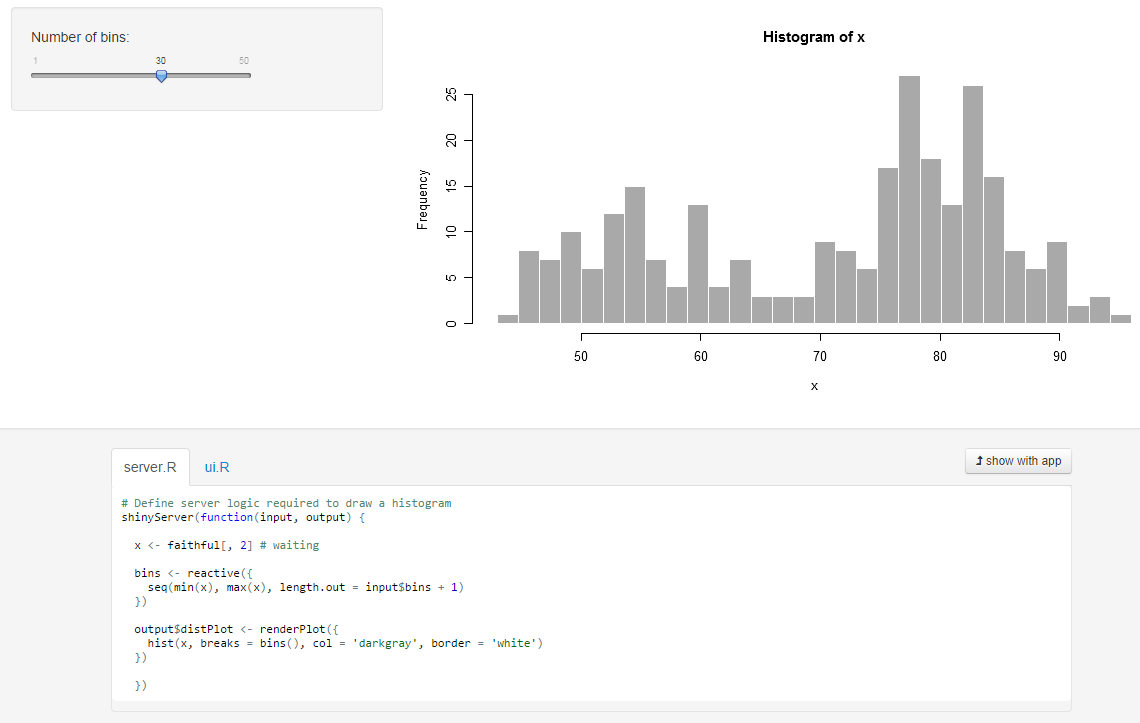 Number of bins:
1 30 50
Histogram of x
Frequency
0 5 10 15 20 25
50 60 70 80 90
x
server.R ui.R
show with app
# Define server logic required to draw a histogram
shinyServer(function(input, output) {
x <- faithful[, 2] # waiting
bins <- reactive({
seq(min(x), max(x), length.out = input$bins + 1)
})
output$distPlot <- renderPlot({
hist(x, breaks = bins(), col = 'darkgray', border = 'white')
})
})